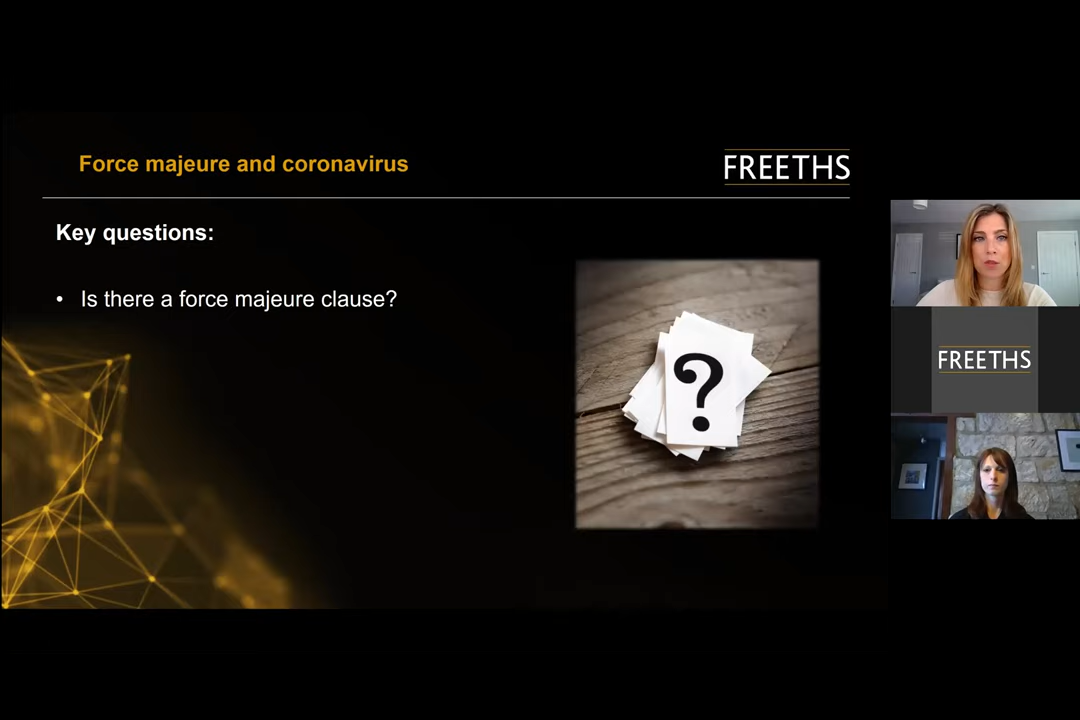 Force majeure and coronavirus
FREETHS
Key questions:
• Is there a force majeure clause?
?
FREETHS